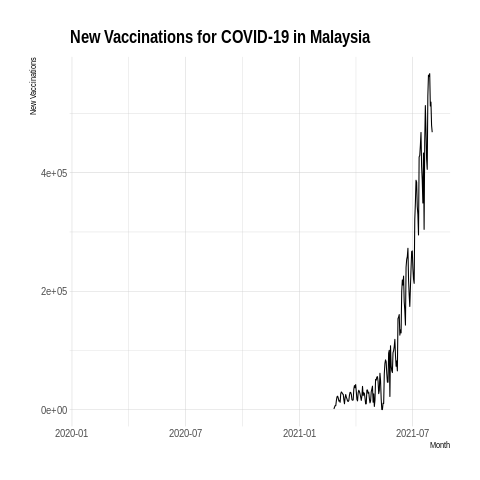 New Vaccinations for COVID-19 in Malaysia
New Vaccinations
4e+05
2e+05
0e+00
2020-01 2020-07 2021-01 2021-07
Month